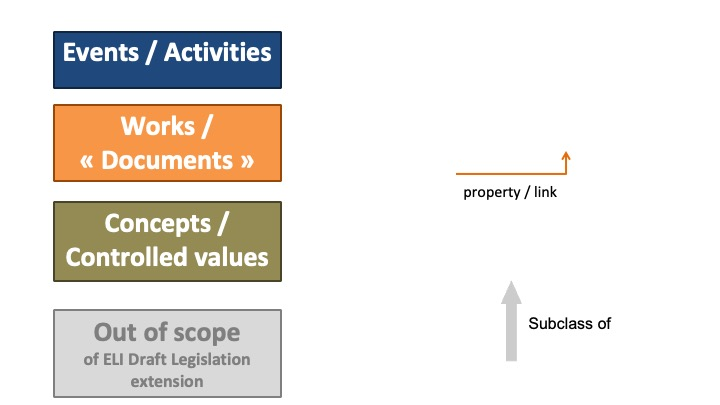 Events / Activities
Works /
« Documents »
property / link
Concepts /
Controlled values
Out of scope
of ELI Draft Legislation
extension
Subclass of